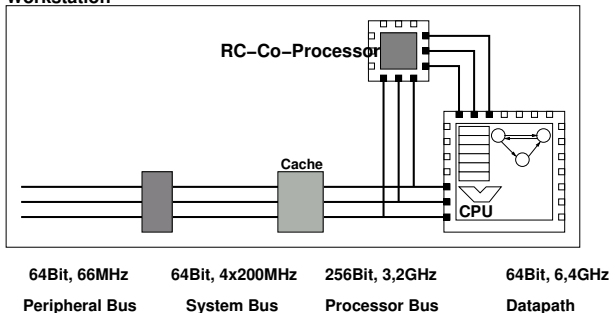 Workstation
RC–Co–Processor
Cache
CPU
64Bit, 66MHz 64Bit, 4x200MHz 256Bit, 3,2GHz 64Bit, 6,4GHz
Peripheral Bus System Bus Processor Bus Datapath